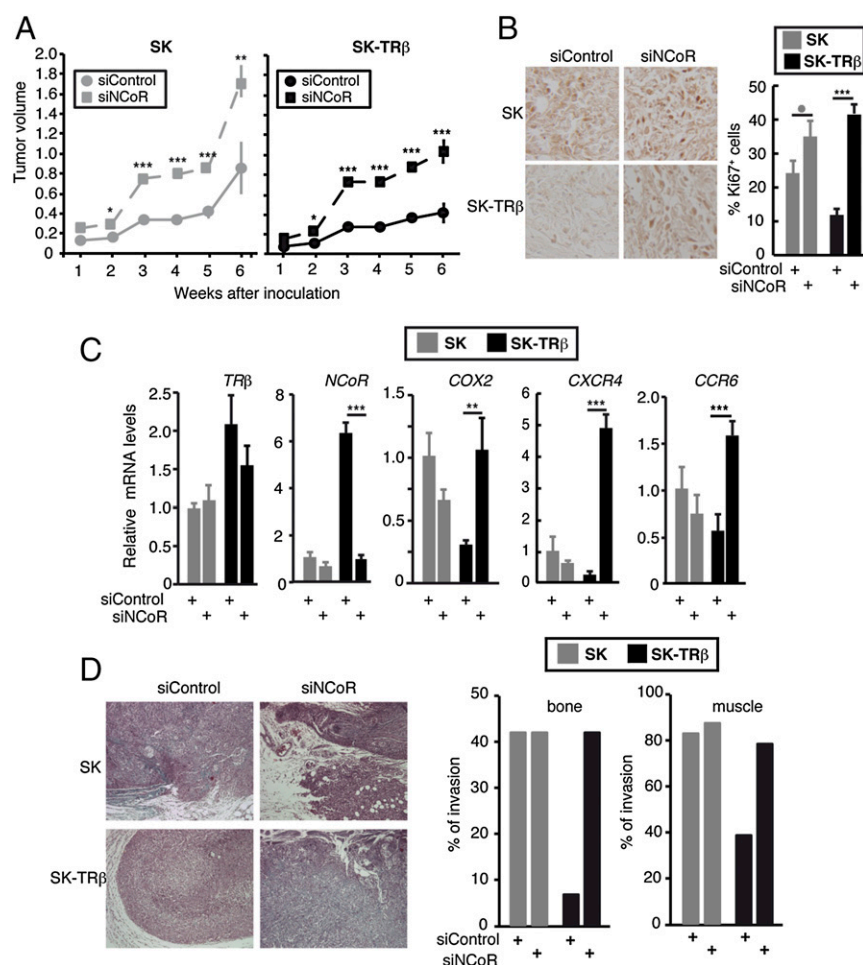 A
SK
SK-TRβ
Tumor volume
2.0
1.8
1.6
1.4
1.2
1.0
0.8
0.6
0.4
0.2
0
siControl
siNCoR
siControl
siNCoR
*
***
***
***
**
*
***
***
***
***
1 2 3 4 5 6
1 2 3 4 5 6
Weeks after inoculation
B
siControl siNCoR
SK
SK-TRβ
SK
SK-TRβ
% Ki67+ cells
50
40
30
20
10
0
***
siControl + +
siNCoR + +
C
SK SK-TRβ
Relative mRNA levels
TRβ
2.5
2.0
1.5
1.0
0.5
NCoR
8
6
4
2
0
***
COX2
1.5
1.0
0.5
0
**
CXCR4
6
5
4
3
2
1
0
***
CCR6
2.0
1.5
1.0
0.5
0
***
siControl + + + + + + + + + +
siNCoR + + + + + + + + + +
D
siControl siNCoR
SK
SK-TRβ
SK SK-TRβ
bone
% of invasion
50
40
30
20
10
0
muscle
% of invasion
100
80
60
40
20
0
siControl + + + +
siNCoR + + + +